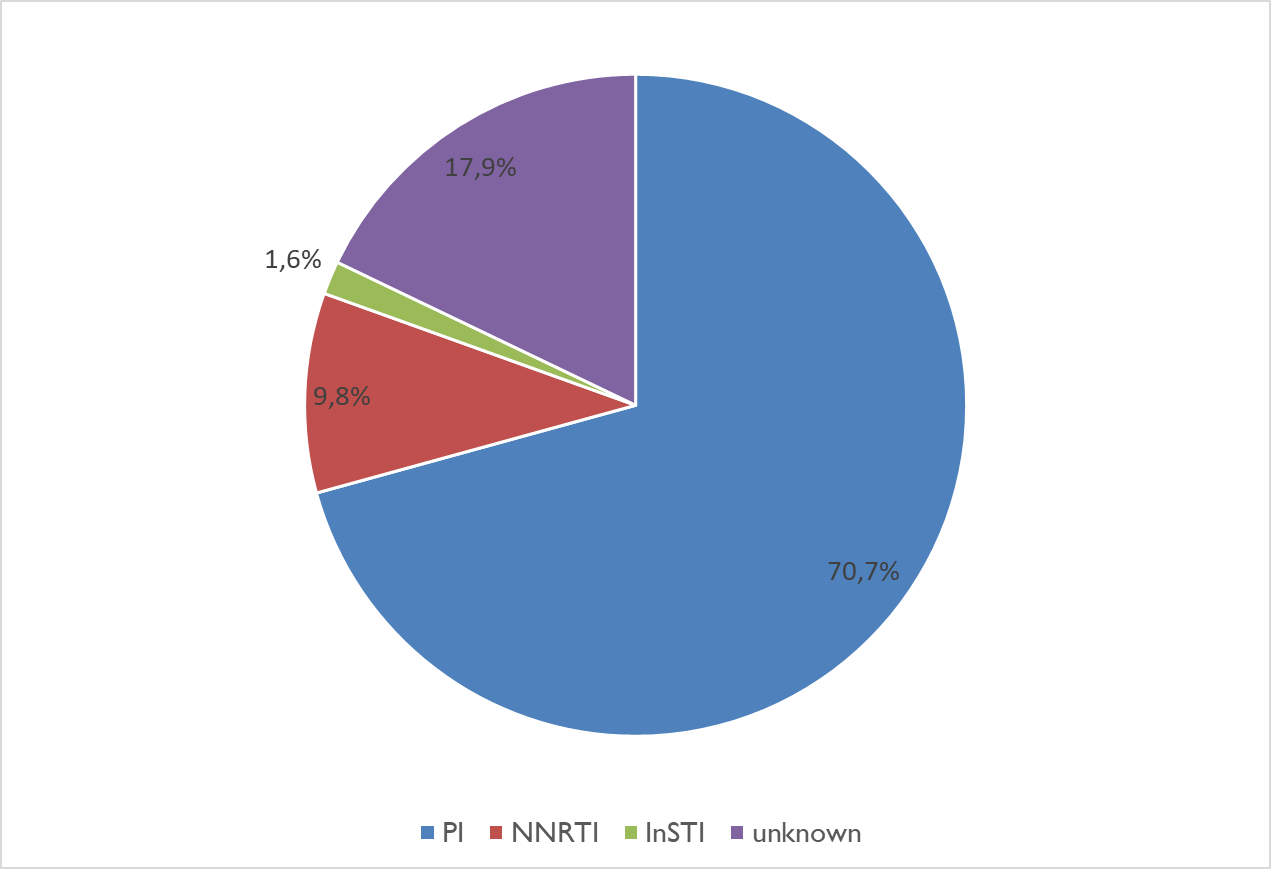 17,9%
1,6%
9,8%
70,7%
PI NNRTI InSTI unknown